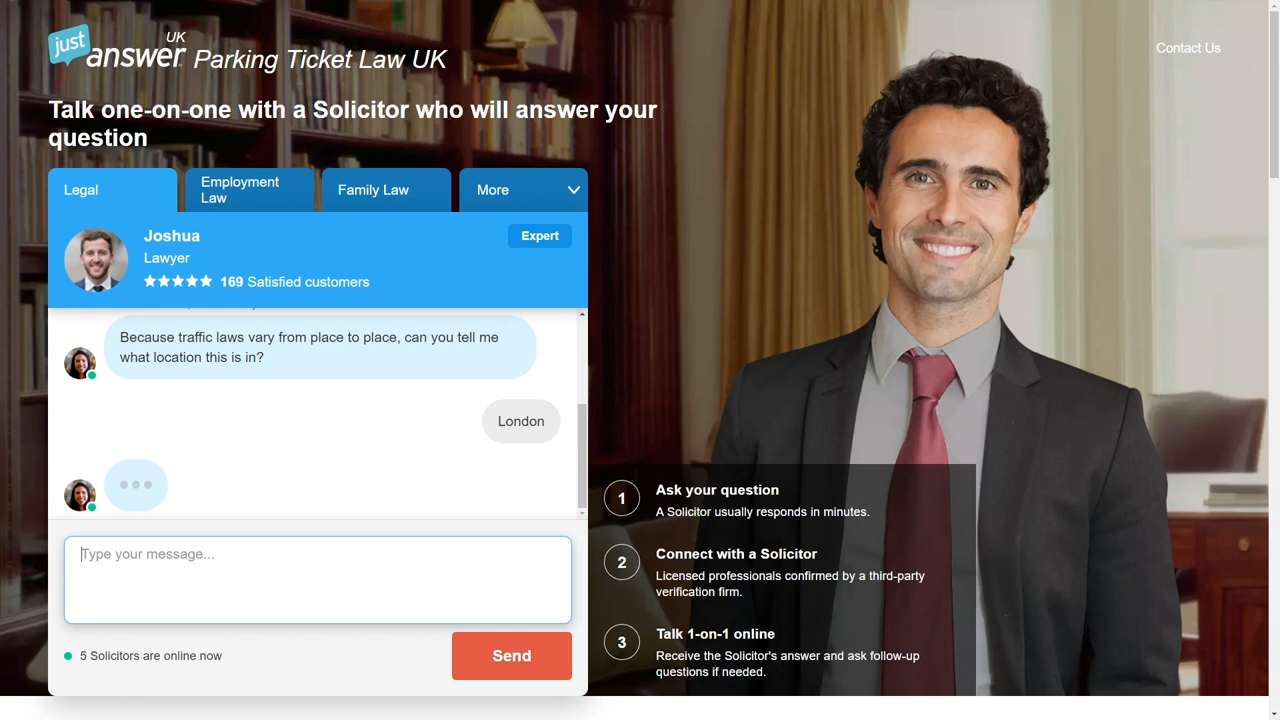 just
UK
answer Parking Ticket Law UK
Contact Us
Talk one-on-one with a Solicitor who will answer your
question
Legal
Employment
Law
Family Law
More
Joshua
Expert
Lawyer
169 Satisfied customers
Because traffic laws vary from place to place, can you tell me
what location this is in?
London
Type your message...
5 Solicitors are online now
Send
1
Ask your question
A Solicitor usually responds in minutes.
2
Connect with a Solicitor
Licensed professionals confirmed by a third-party
verification firm.
3
Talk 1-on-1 online
Receive the Solicitor's answer and ask follow-up
questions if needed.